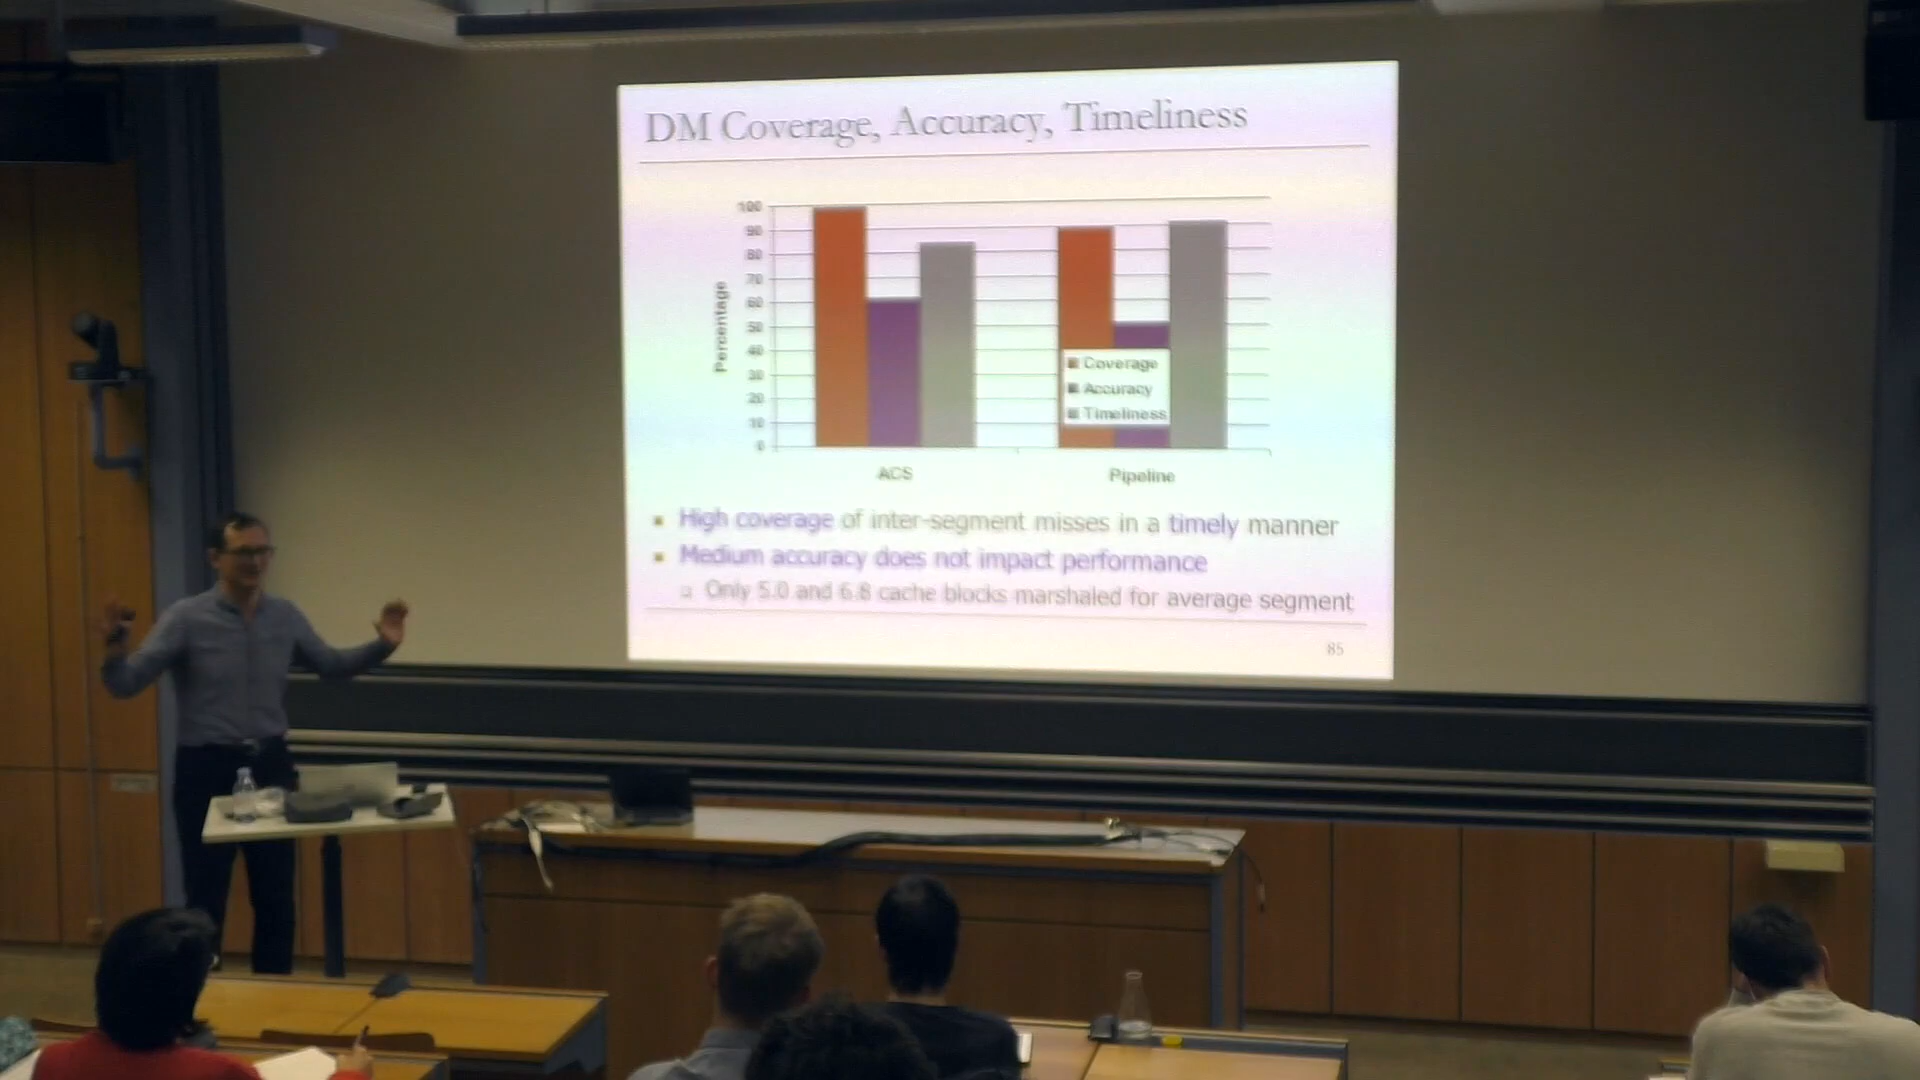 DM Coverage, Accuracy, Timeliness
Percentage
100
90
80
70
60
50
40
30
20
10
0
Coverage
Accuracy
Timeliness
ACS
Pipeline
High coverage of inter-segment misses in a timely manner
Medium accuracy does not impact performance
Only 5.0 and 6.8 cache blocks marshaled for average segment
85